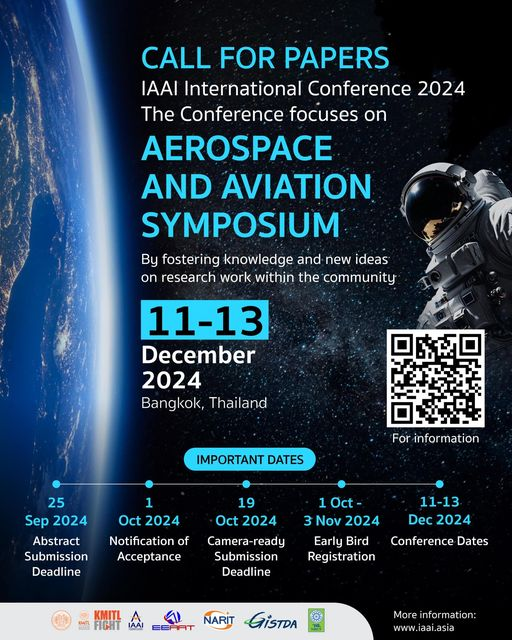 CALL FOR PAPERS
IAAI International Conference 2024
The Conference focuses on
AEROSPACE
AND AVIATION
SYMPOSIUM
By fostering knowledge and new ideas
on research work within the community
11-13
December
2024
Bangkok, Thailand
For information
IMPORTANT DATES
25
Sep 2024
Abstract
Submission
Deadline
1
Oct 2024
Notification of
Acceptance
19
Oct 2024
Camera-ready
Submission
Deadline
1 Oct -
3 Nov 2024
Early Bird
Registration
11-13
Dec 2024
Conference Dates
KMITL
FIGHT
IAAI
NARIT
GISTDA
More information:
www.iaai.asia